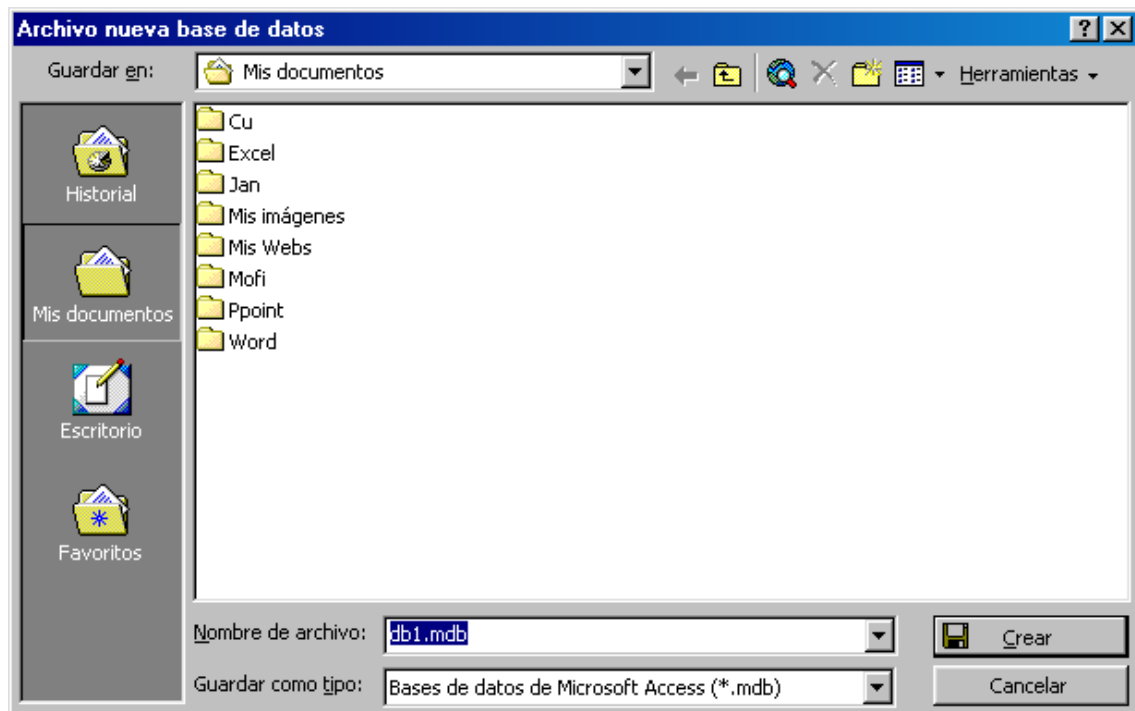 Archivo nueva base de datos
Guardar en: Mis documentos Herramientas
Historial
Mis documentos
Escritorio
Favoritos
Cu
Excel
Jan
Mis imágenes
Mis Webs
Mofi
Ppoint
Word
Nombre de archivo: db1.mdb Crear
Guardar como tipo: Bases de datos de Microsoft Access (*.mdb) Cancelar